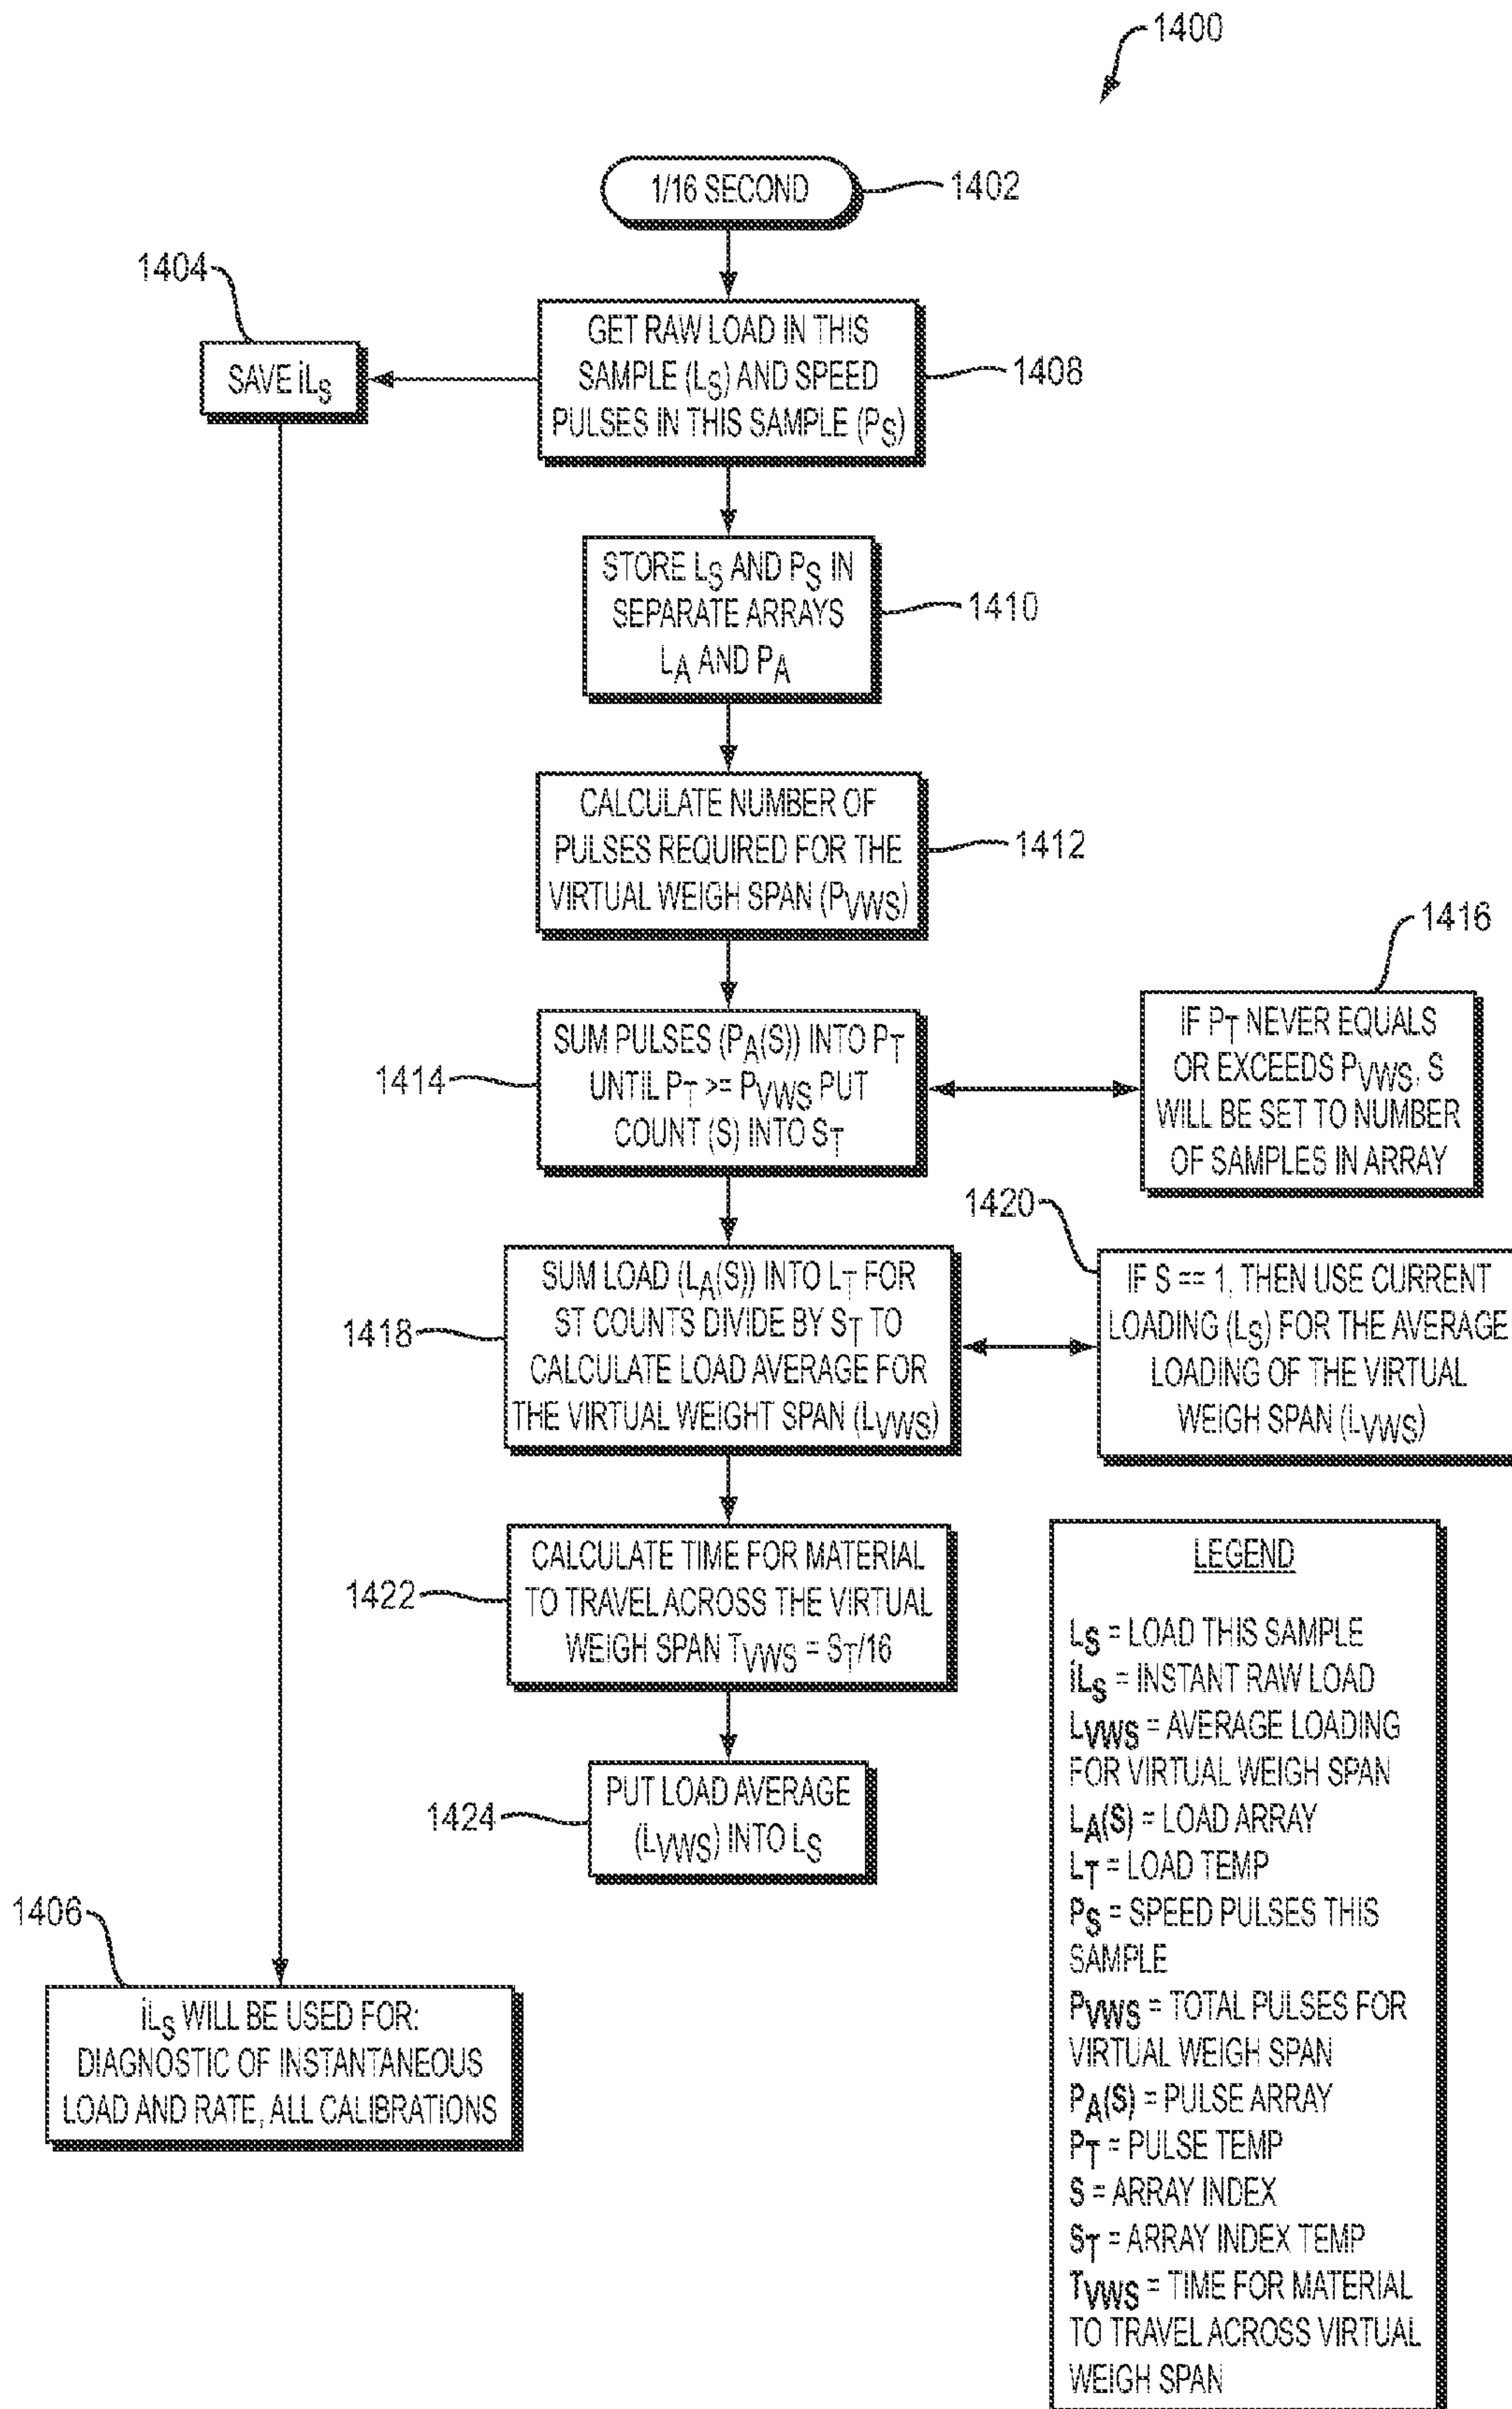 1400
1/16 SECOND
1402
1404
SAVE iLS
GET RAW LOAD IN THIS
SAMPLE (LS) AND SPEED
PULSES IN THIS SAMPLE (PS)
1408
STORE LS AND PS IN
SEPARATE ARRAYS
LA AND PA
1410
CALCULATE NUMBER OF
PULSES REQUIRED FOR THE
VIRTUAL WEIGH SPAN (PVWS)
1412
1414
SUM PULSES (PA(S)) INTO PT
UNTIL PT >= PVWS PUT
COUNT (S) INTO ST
1416
IF PT NEVER EQUALS
OR EXCEEDS PVWS, S
WILL BE SET TO NUMBER
OF SAMPLES IN ARRAY
1418
SUM LOAD (LA(S)) INTO LT FOR
ST COUNTS DIVIDE BY ST TO
CALCULATE LOAD AVERAGE FOR
THE VIRTUAL WEIGHT SPAN (LVWS)
1420
IF S == 1, THEN USE CURRENT
LOADING (LS) FOR THE AVERAGE
LOADING OF THE VIRTUAL
WEIGH SPAN (LVWS)
1422
CALCULATE TIME FOR MATERIAL
TO TRAVEL ACROSS THE VIRTUAL
WEIGH SPAN TVWS = ST/16
1424
PUT LOAD AVERAGE
(LVWS) INTO LS
1406
iLS WILL BE USED FOR:
DIAGNOSTIC OF INSTANTANEOUS
LOAD AND RATE, ALL CALIBRATIONS
LEGEND
LS = LOAD THIS SAMPLE
iLS = INSTANT RAW LOAD
LVWS = AVERAGE LOADING
FOR VIRTUAL WEIGH SPAN
LA(S) = LOAD ARRAY
LT = LOAD TEMP
PS = SPEED PULSES THIS
SAMPLE
PVWS = TOTAL PULSES FOR
VIRTUAL WEIGH SPAN
PA(S) = PULSE ARRAY
PT = PULSE TEMP
S = ARRAY INDEX
ST = ARRAY INDEX TEMP
TVWS = TIME FOR MATERIAL
TO TRAVEL ACROSS VIRTUAL
WEIGH SPAN